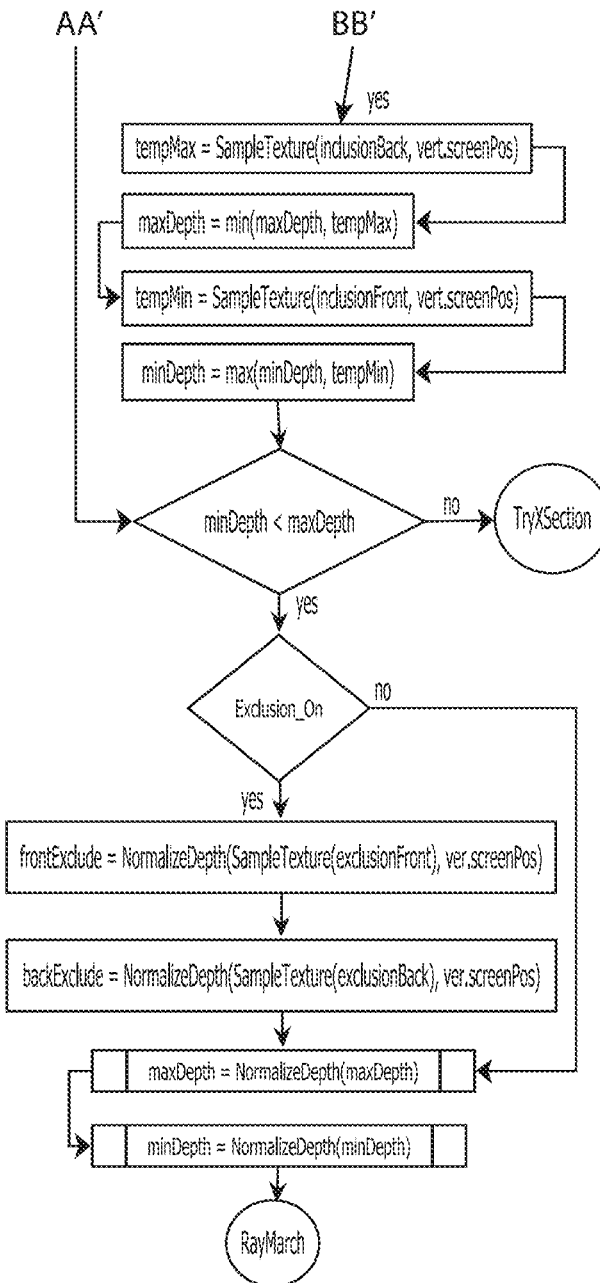 AA'
BB'
yes
tempMax = SampleTexture(inclusionBack, vert.screenPos)
maxDepth = min(maxDepth, tempMax)
tempMin = SampleTexture(inclusionFront, vert.screenPos)
minDepth = max(minDepth, tempMin)
minDepth < maxDepth
no
TryXSection
yes
Exclusion_On
no
yes
frontExclude = NormalizeDepth(SampleTexture(exclusionFront), ver.screenPos)
backExclude = NormalizeDepth(SampleTexture(exclusionBack), ver.screenPos)
maxDepth = NormalizeDepth(maxDepth)
minDepth = NormalizeDepth(minDepth)
RayMarch